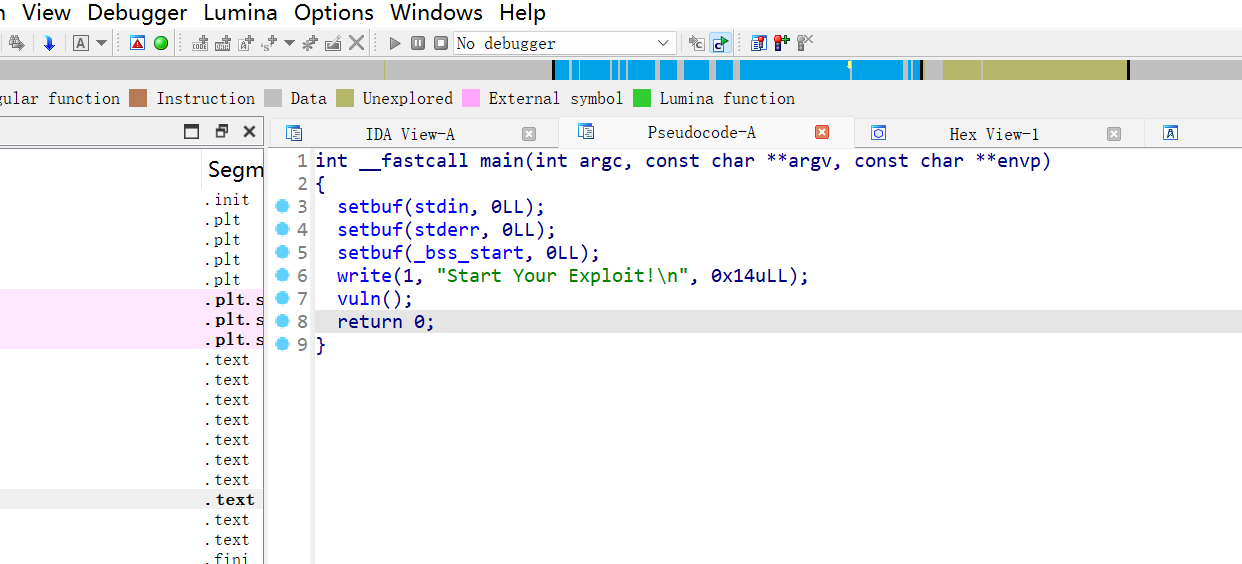 View Debugger Lumina Options Windows Help
No debugger
gular function Instruction Data Unexplored External symbol Lumina function
IDA View-A Pseudocode-A Hex View-1
Segm
.init
.plt
.plt
.plt
.plt
.plt.s
.plt.s
.plt.s
.text
.text
.text
.text
.text
.text
.text
.text
.text
.text
.fini
1 int __fastcall main(int argc, const char **argv, const char **envp)
2 {
3 setbuf(stdin, 0LL);
4 setbuf(stderr, 0LL);
5 setbuf(_bss_start, 0LL);
6 write(1, "Start Your Exploit!\n", 0x14uLL);
7 vuln();
8 return 0;
9 }